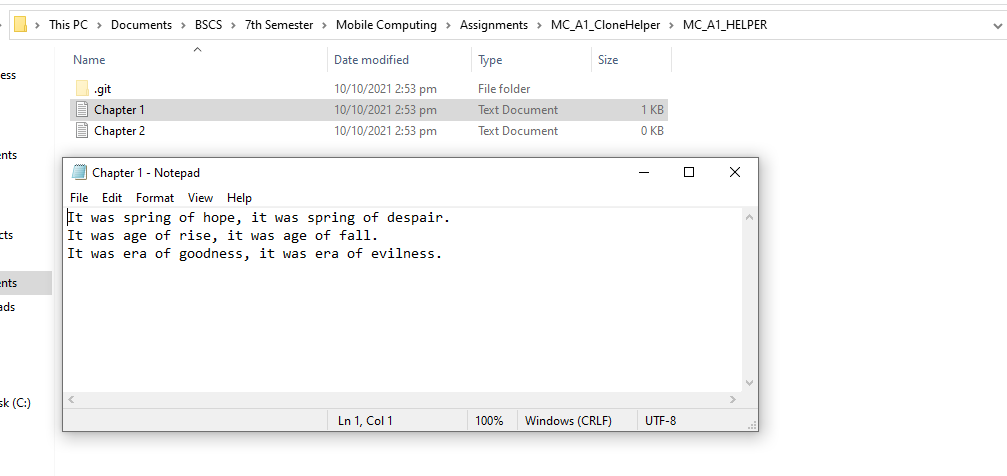 This PC > Documents > BSCS > 7th Semester > Mobile Computing > Assignments > MC_A1_CloneHelper > MC_A1_HELPER
Name Date modified Type Size
ess
.git 10/10/2021 2:53 pm File folder
Chapter 1 10/10/2021 2:53 pm Text Document 1 KB
Chapter 2 10/10/2021 2:53 pm Text Document 0 KB
ents
Chapter 1 - Notepad
File Edit Format View Help
It was spring of hope, it was spring of despair.
It was age of rise, it was age of fall.
It was era of goodness, it was era of evilness.
cts
ents
ads
sk (C:)
Ln 1, Col 1 100% Windows (CRLF) UTF-8